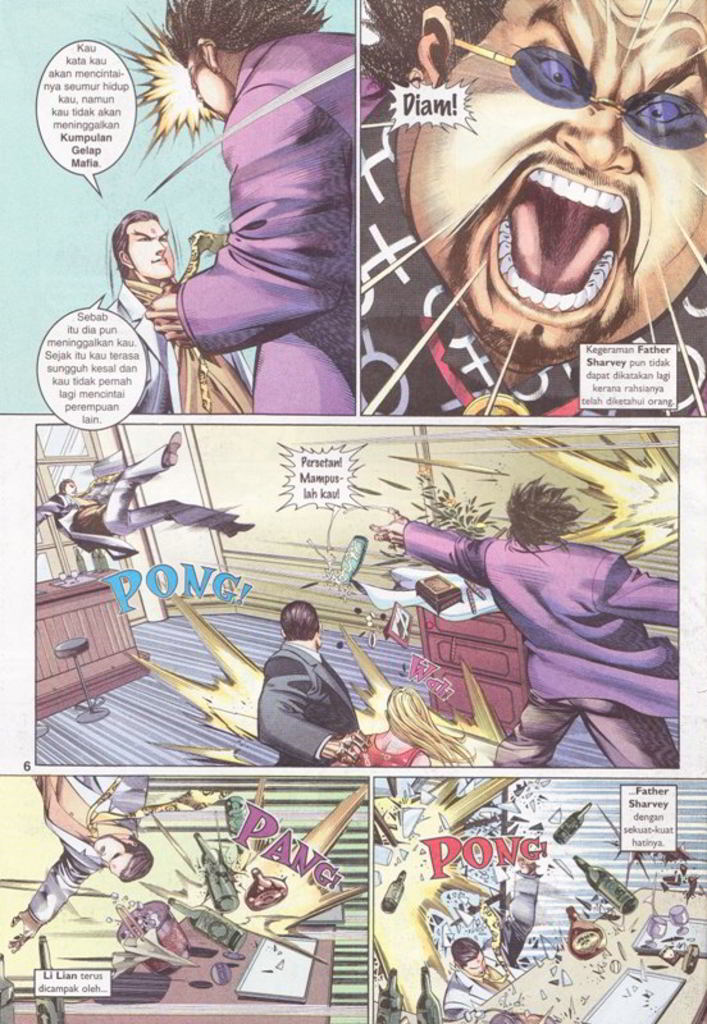 Kau
kata kau
akan mencintai-
nya seumur hidup
kau, namun
kau tidak akan
meninggalkan
Kumpulan
Gelap
Mafia.
Sebab
itu dia pun
meninggalkan kau.
Sejak itu kau terasa
sungguh kesal dan
kau tidak pernah
lagi mencintai
perempuan
lain.
Diam!
Kegeraman Father
Sharvey pun tidak
dapat dikatakan lagi
kerana rahsianya
telah diketahui orang.
Persetan!
Mampus-
lah kau!
PONG!
Wah
6
PANG!
Li Lian terus
dicampak oleh...
PONG!
...Father
Sharvey
dengan
sekuat-kuat
hatinya.